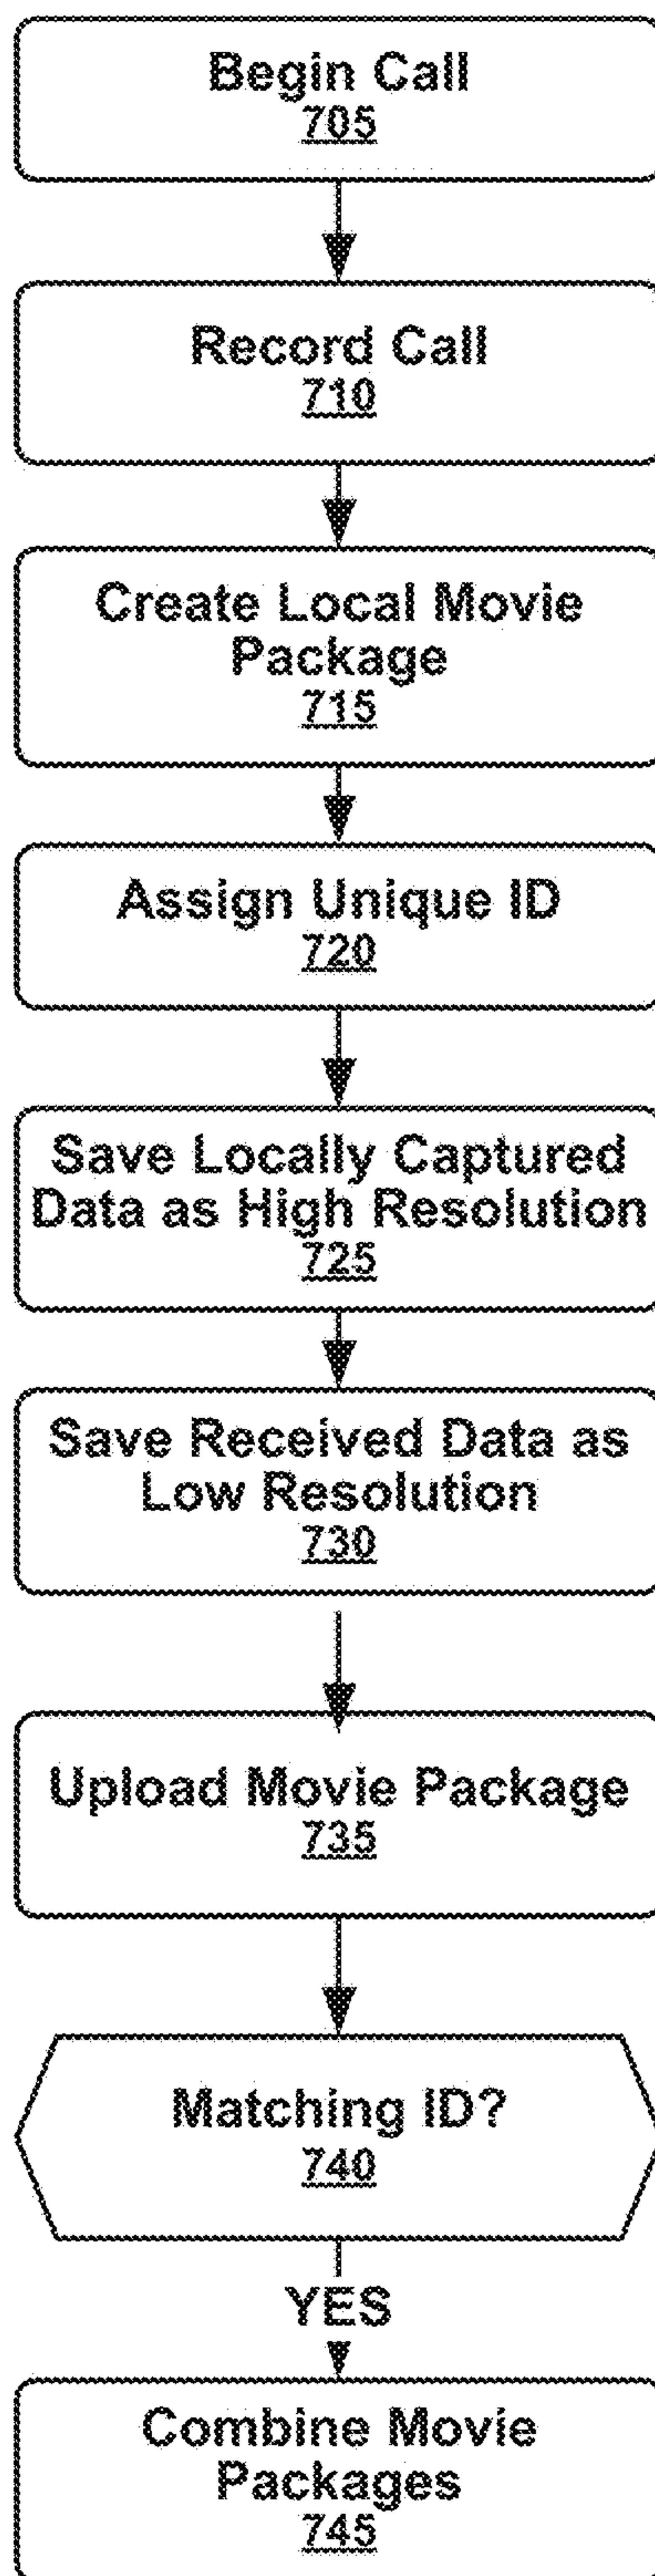 Begin Call
705
Record Call
710
Create Local Movie
Package
715
Assign Unique ID
720
Save Locally Captured
Data as High Resolution
725
Save Received Data as
Low Resolution
730
Upload Movie Package
735
Matching ID?
740
YES
Combine Movie
Packages
745